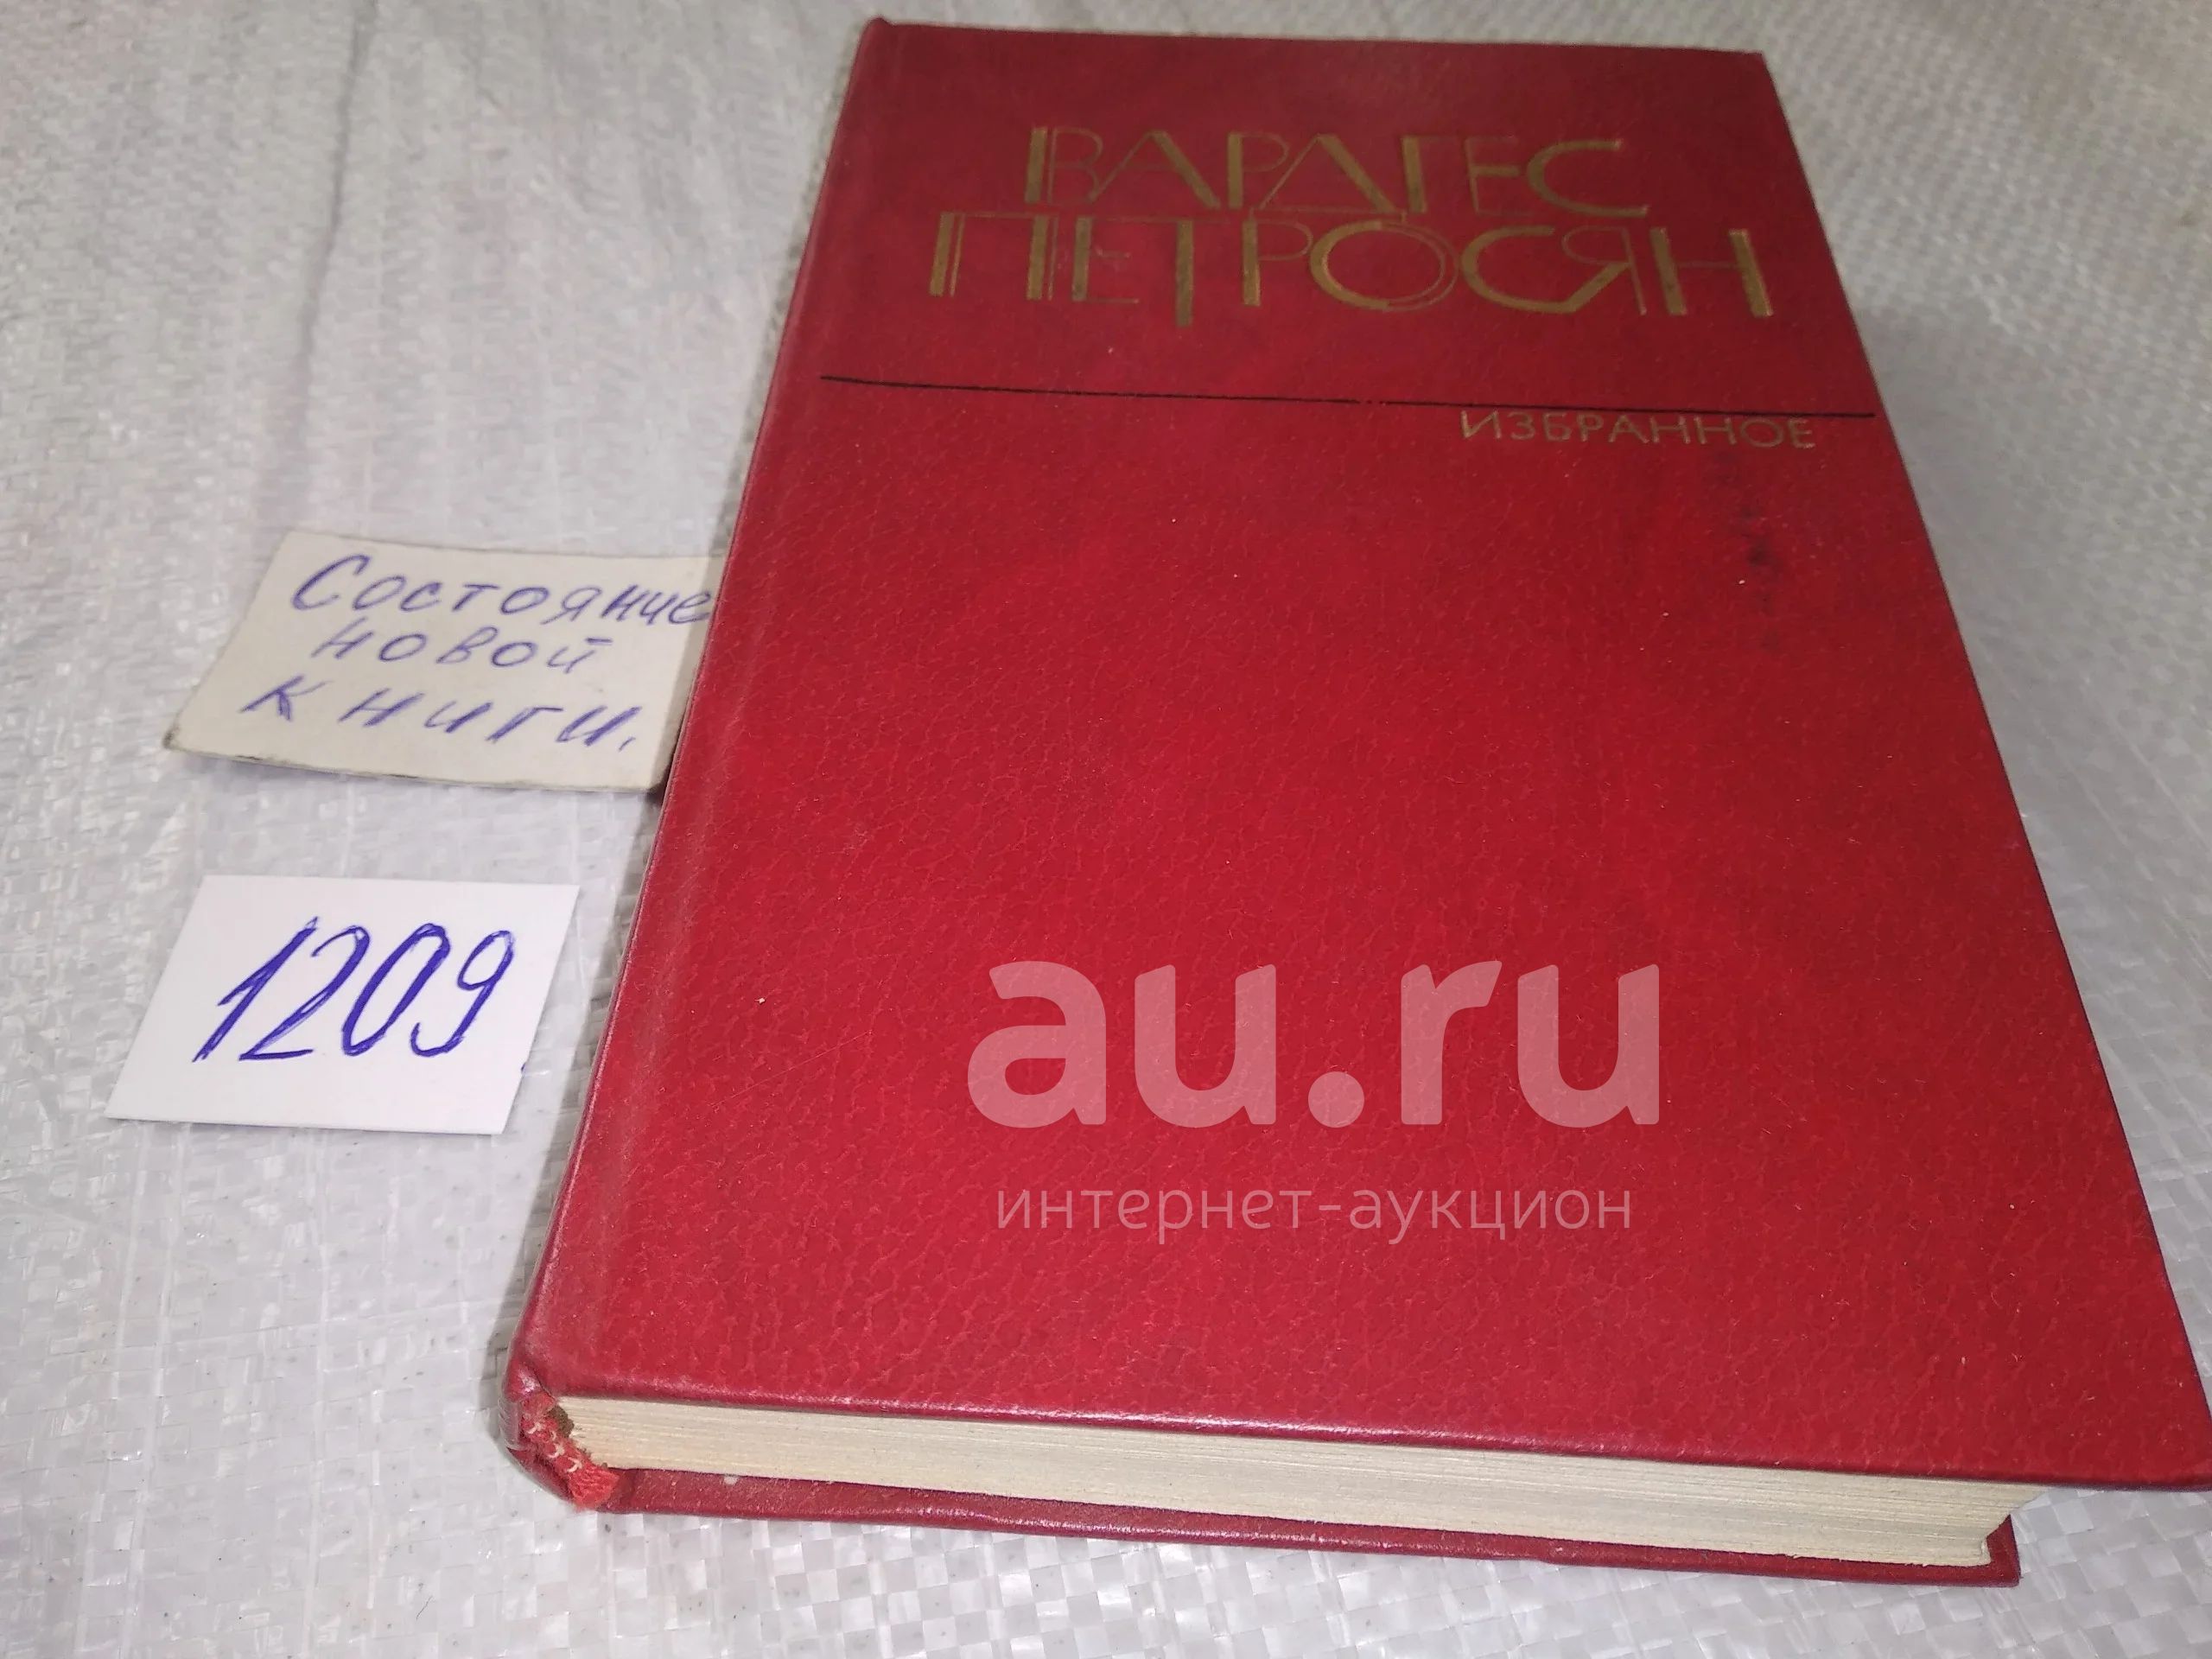 ВАРДГЕС
ПЕТРОСЯН
ИЗБРАННОЕ
Состояние
новой
книги.
1209
au.ru
интернет-аукцион